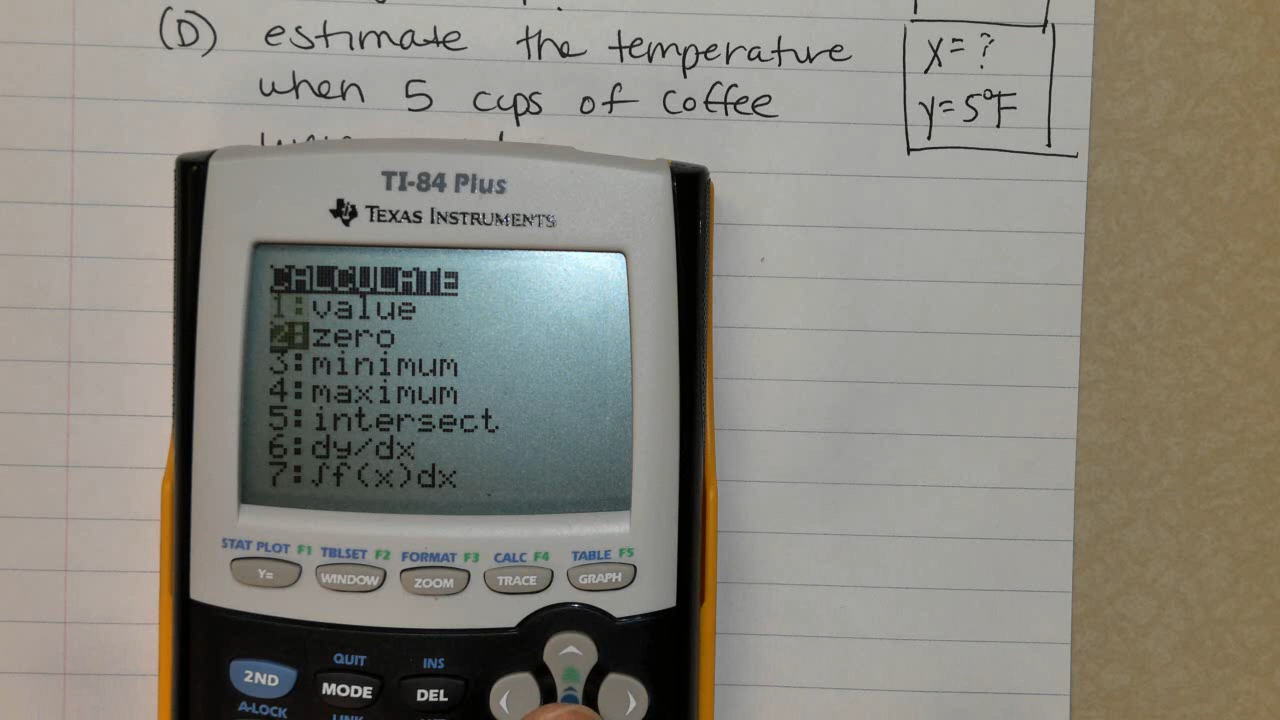 (D) estimate the temperature
when 5 cups of coffee
x = ?
y = 5°F
TI-84 Plus
TEXAS INSTRUMENTS
CALCULATE
1:value
2:zero
3:minimum
4:maximum
5:intersect
6:dy/dx
7:∫f(x)dx
STAT PLOT F1 TBLSET F2 FORMAT F3 CALC F4 TABLE F5
Y= WINDOW ZOOM TRACE GRAPH
QUIT INS
2ND MODE DEL
A-LOCK LINK